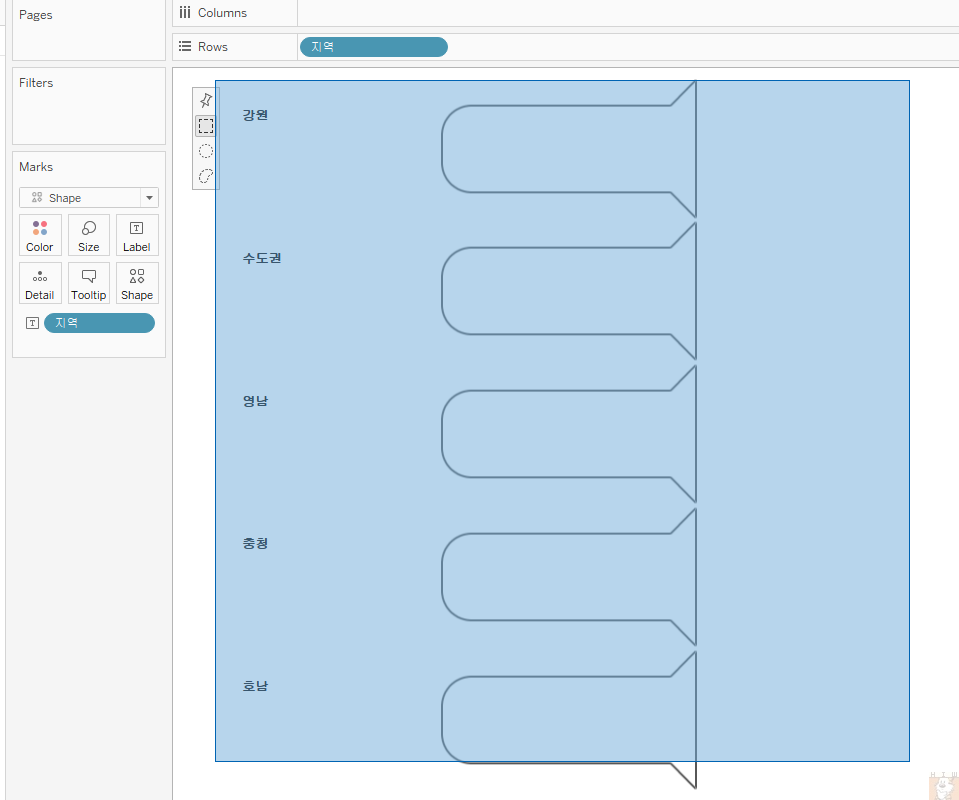 Pages
Columns
Rows
지역
Filters
Marks
Shape
Color
Size
T
Label
Detail
Tooltip
Shape
T
지역
강원
수도권
영남
충청
호남